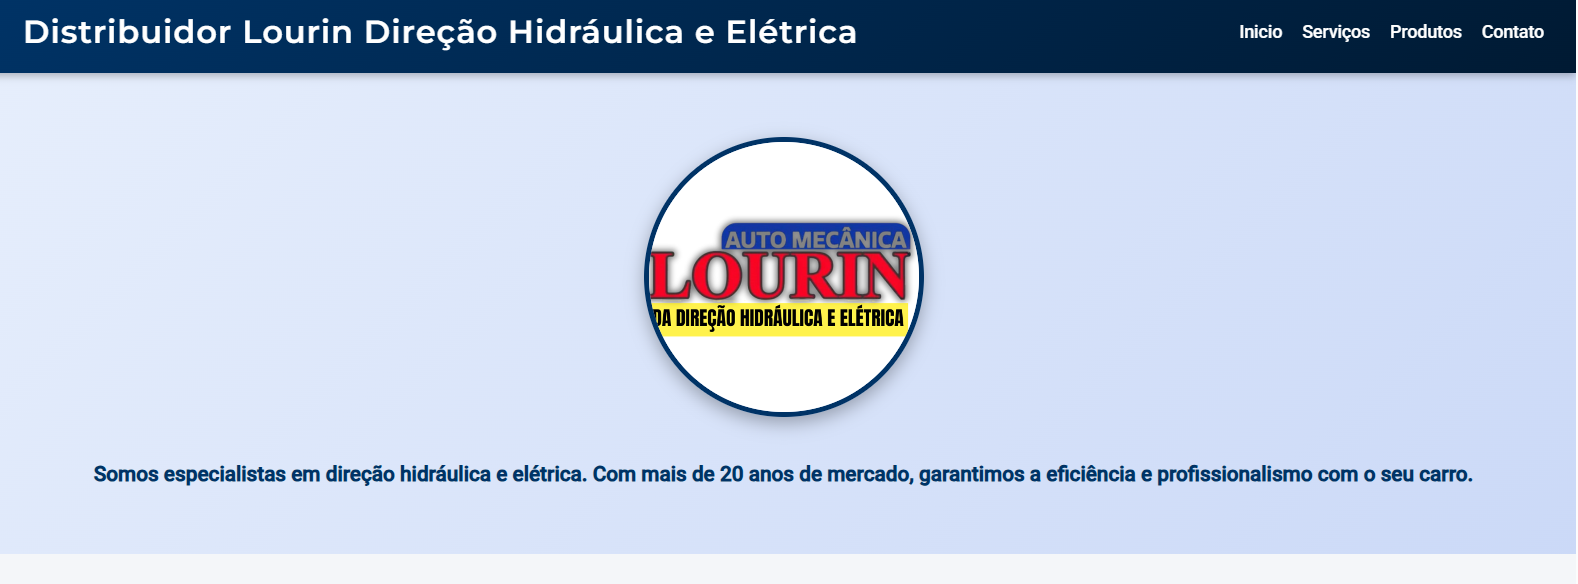 Distribuidor Lourin Direção Hidráulica e Elétrica
Inicio Serviços Produtos Contato
AUTO MECÂNICA
LOURIN
DA DIREÇÃO HIDRÁULICA E ELÉTRICA
Somos especialistas em direção hidráulica e elétrica. Com mais de 20 anos de mercado, garantimos a eficiência e profissionalismo com o seu carro.